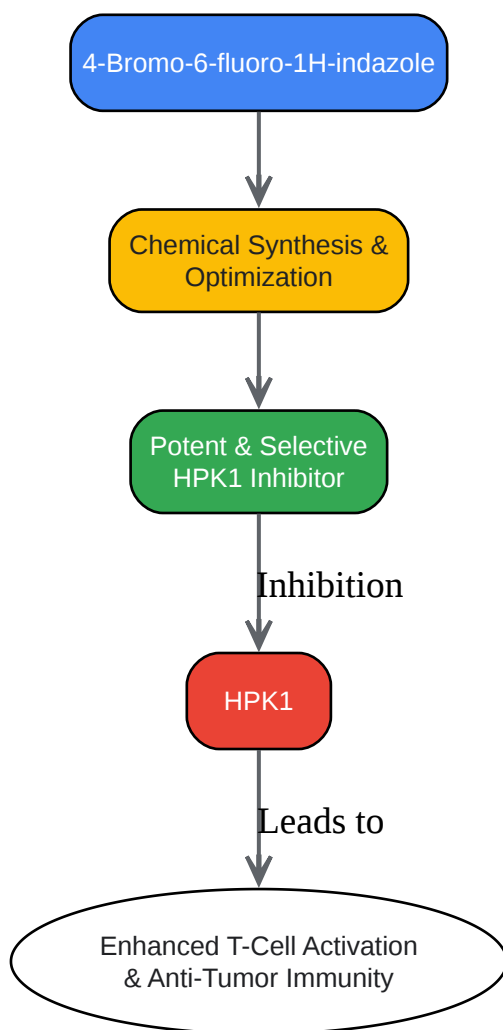 4-Bromo-6-fluoro-1H-indazole
Chemical Synthesis &
Optimization
Potent & Selective
HPK1 Inhibitor
Inhibition
HPK1
Leads to
Enhanced T-Cell Activation
& Anti-Tumor Immunity